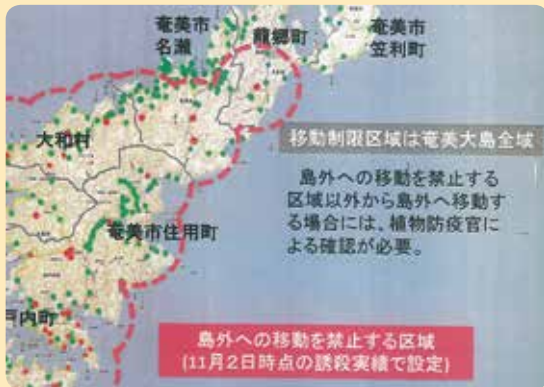 奄美市
名瀬
龍郷町
奄美市
笠利町
大和村
移動制限区域は奄美大島全域
島外への移動を禁止する
区域以外から島外へ移動す
る場合には、植物防疫官に
よる確認が必要。
奄美市住用町
戸内町
島外への移動を禁止する区域
(11月2日時点の誘殺実績で設定)